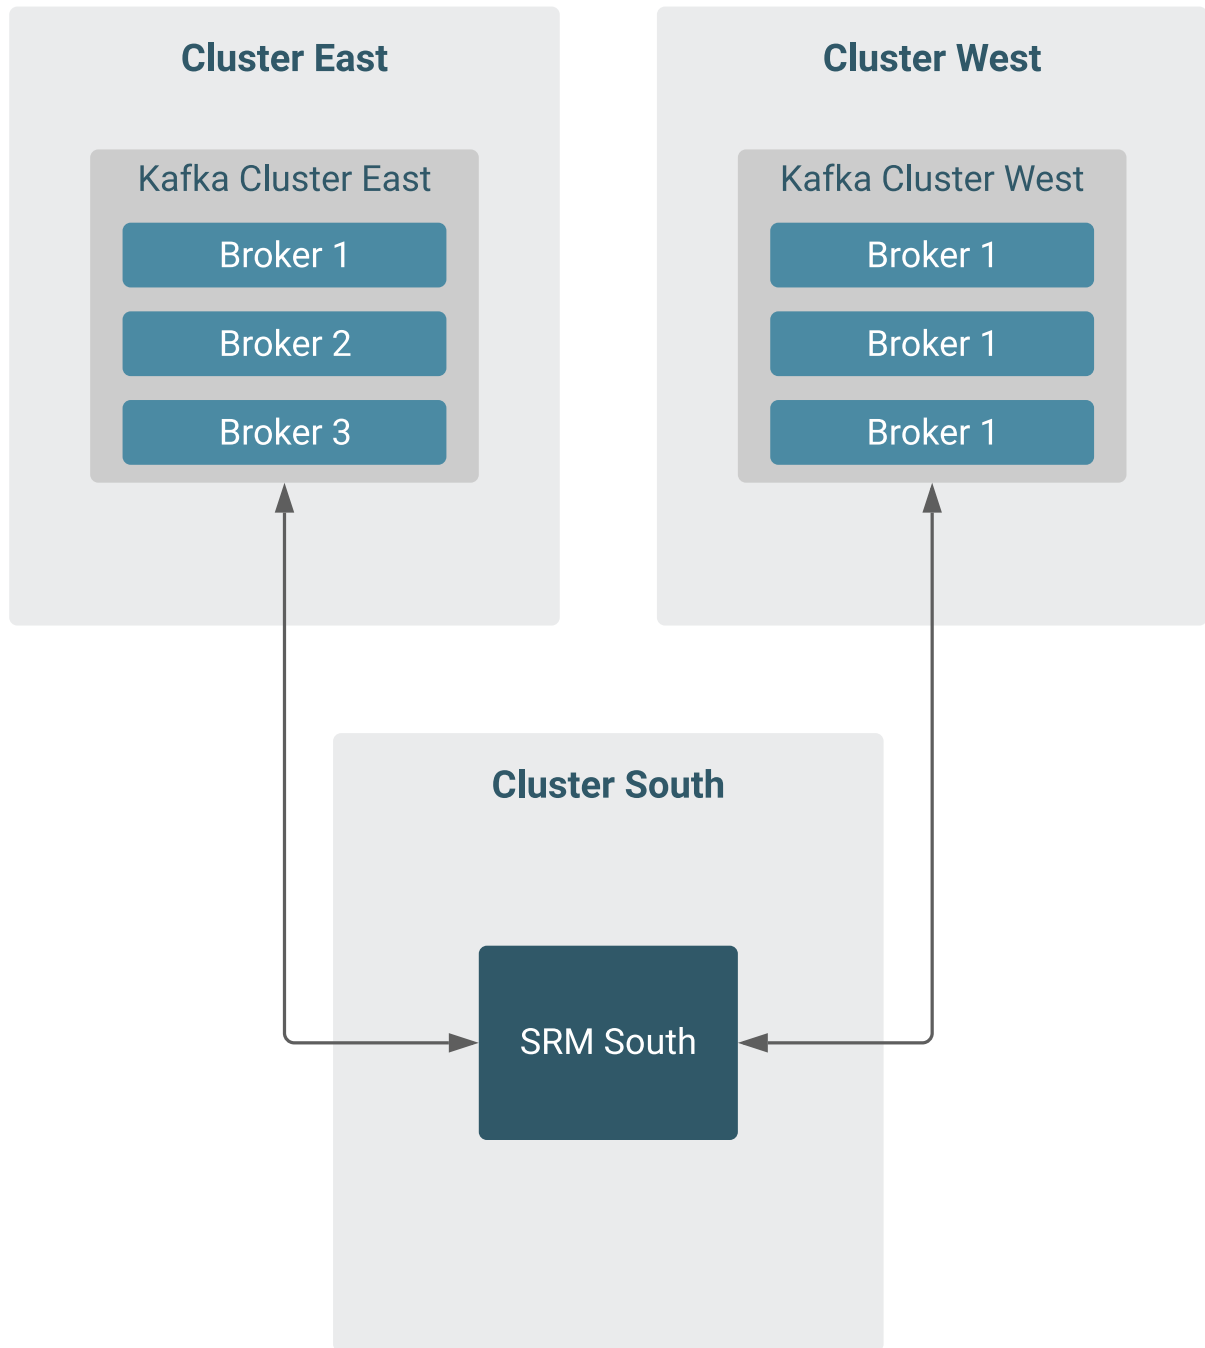 Cluster East
Kafka Cluster East
Broker 1
Broker 2
Broker 3
Cluster West
Kafka Cluster West
Broker 1
Broker 1
Broker 1
Cluster South
SRM South